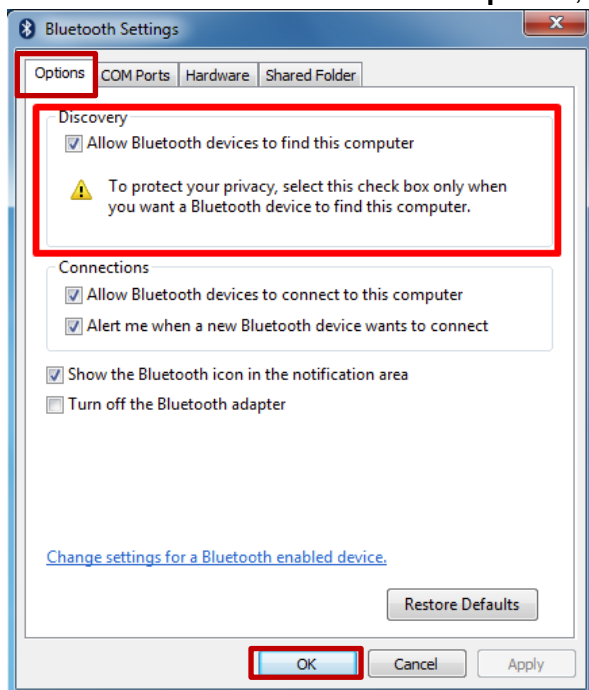 Bluetooth Settings
Options COM Ports Hardware Shared Folder
Discovery
Allow Bluetooth devices to find this computer
To protect your privacy, select this check box only when
you want a Bluetooth device to find this computer.
Connections
Allow Bluetooth devices to connect to this computer
Alert me when a new Bluetooth device wants to connect
Show the Bluetooth icon in the notification area
Turn off the Bluetooth adapter
Change settings for a Bluetooth enabled device.
Restore Defaults
OK Cancel Apply